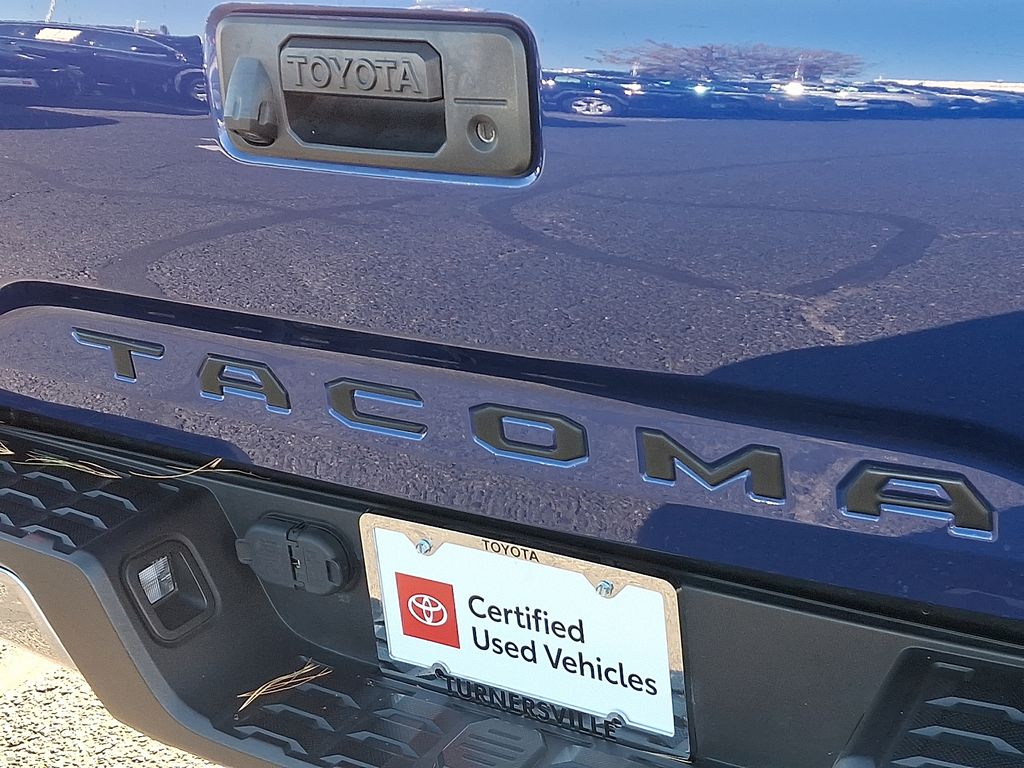 TOYOTA
TACOMA
TOYOTA
Certified
Used Vehicles
TURNERSVILLE